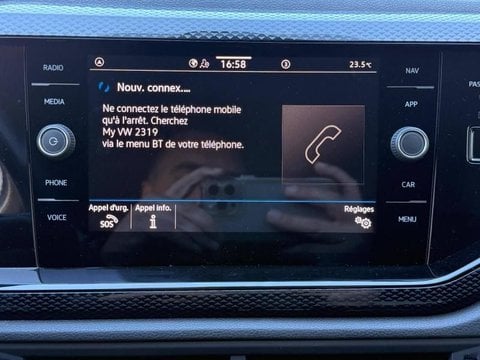 RADIO
MEDIA
PHONE
VOICE
16:58
23.5°C
Nouv. connex....
Ne connectez le téléphone mobile
qu'à l'arrêt. Cherchez
My VW 2319
via le menu BT de votre téléphone.
Appel d'urg.
SOS
Appel info.
i
Réglages
NAV
APP
CAR
MENU
PAS